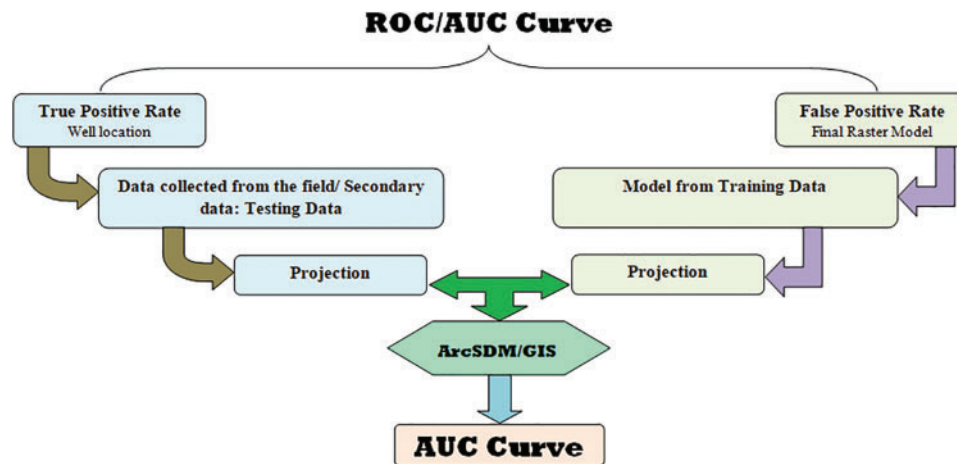 ROC/AUC Curve
True Positive Rate
Well location
False Positive Rate
Final Raster Model
Data collected from the field/ Secondary
data: Testing Data
Model from Training Data
Projection
Projection
ArcSDM/GIS
AUC Curve